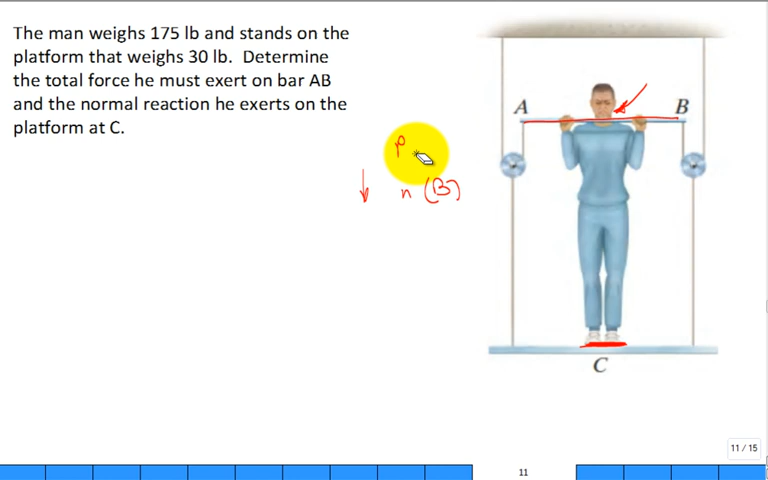 The man weighs 175 lb and stands on the
platform that weighs 30 lb. Determine
the total force he must exert on bar AB
and the normal reaction he exerts on the
platform at C.
A
B
P
n (B)
C
11 / 15
11